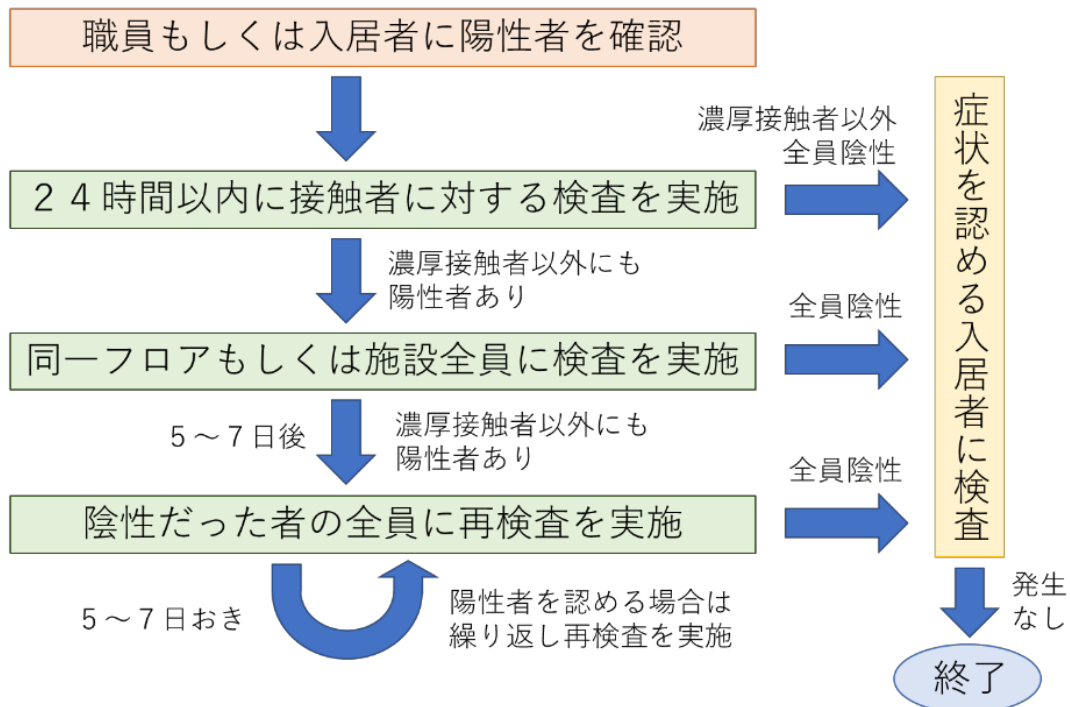 職員もしくは入居者に陽性者を確認
濃厚接触者以外
全員陰性
２４時間以内に接触者に対する検査を実施
濃厚接触者以外にも
陽性者あり
全員陰性
同一フロアもしくは施設全員に検査を実施
５～７日後
濃厚接触者以外にも
陽性者あり
全員陰性
陰性だった者の全員に再検査を実施
５～７日おき
陽性者を認める場合は
繰り返し再検査を実施
症状を認める入居者に検査
発生
なし
終了